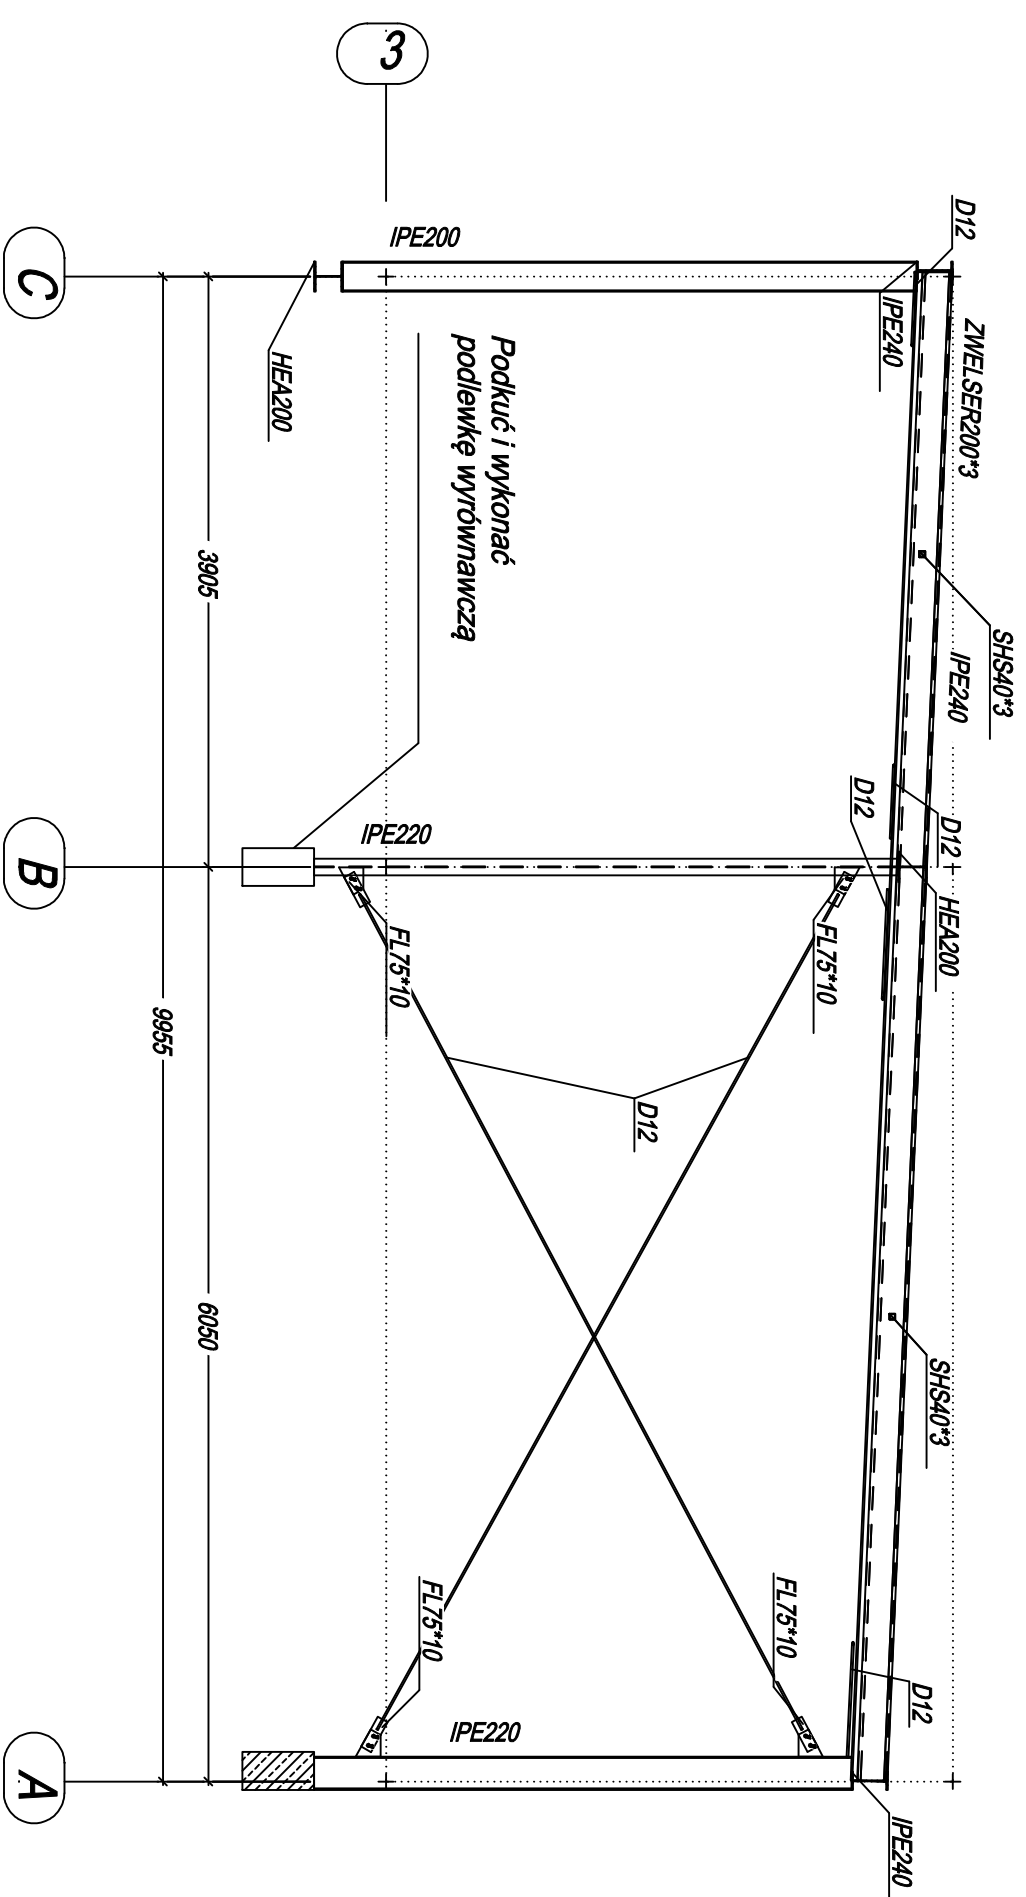 D12
ZWELSER200*3
SHS40*3
IPE240
D12
HEA200
SHS40*3
D12
IPE240
IPE200
IPE240
D12
FL75*10
FL75*10
Podkuć i wykonać
podlewkę wyrównawczą
D12
IPE220
FL75*10
FL75*10
IPE220
3
HEA200
3905
6050
9955
C
B
A